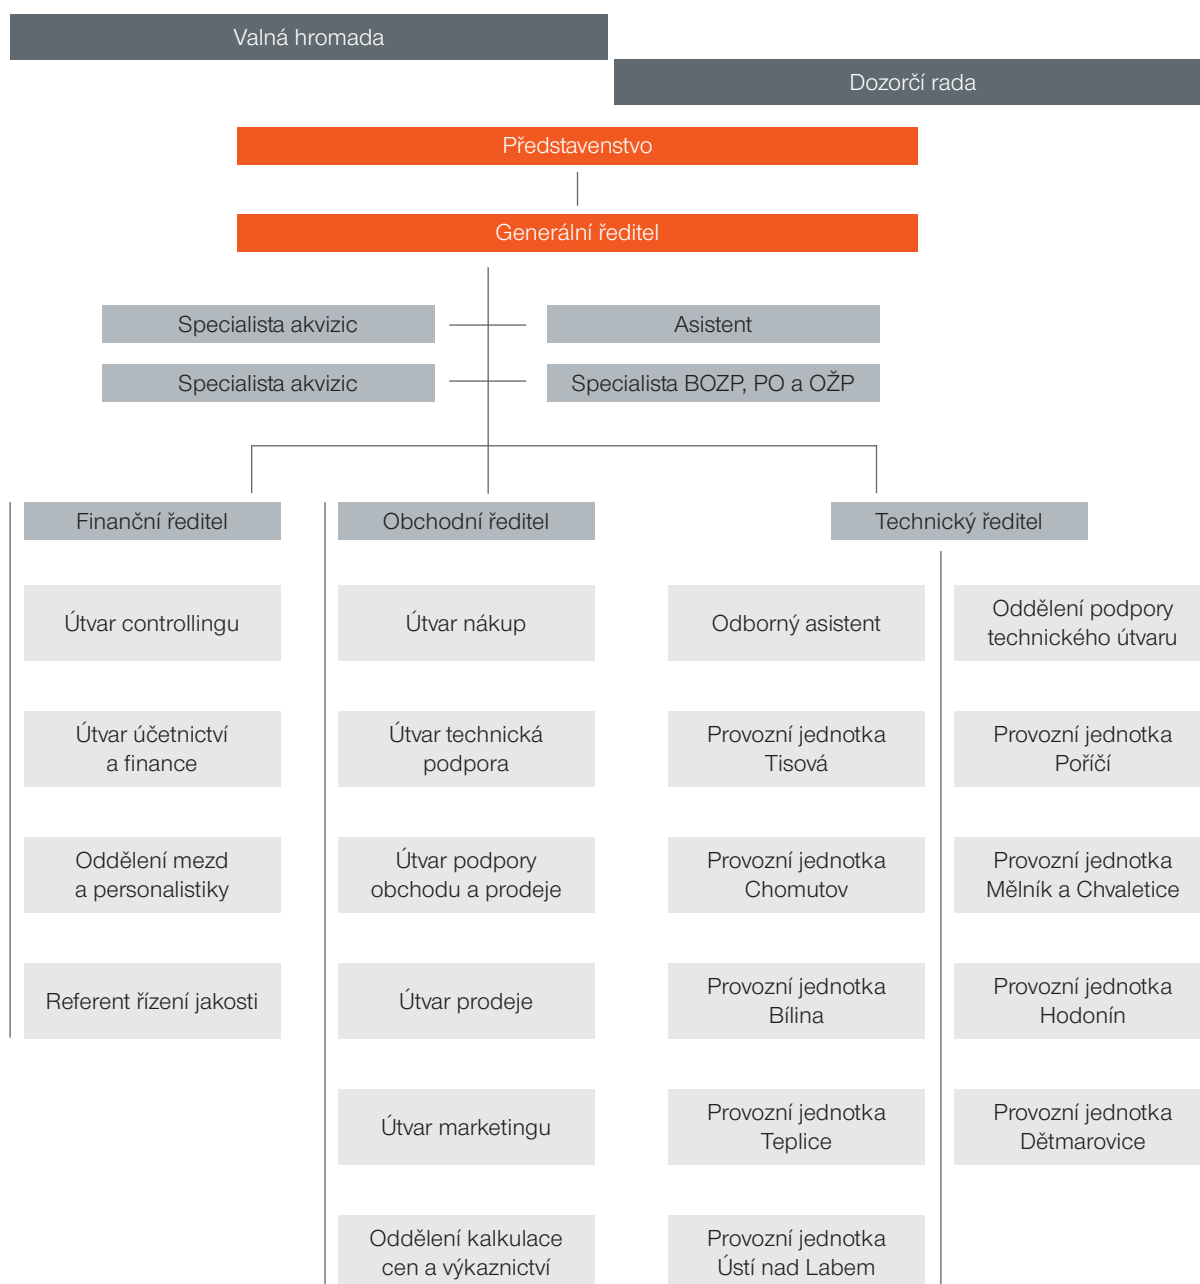 Valná hromada
Dozorčí rada
Představenstvo
Generální ředitel
Specialista akvizic
Asistent
Specialista akvizic
Specialista BOZP, PO a OŽP
Finanční ředitel
Obchodní ředitel
Technický ředitel
Útvar controllingu
Útvar nákup
Odborný asistent
Oddělení podpory
technického útvaru
Útvar účetnictví
a finance
Útvar technická
podpora
Provozní jednotka
Tisová
Provozní jednotka
Poříčí
Oddělení mezd
a personalistiky
Útvar podpory
obchodu a prodeje
Provozní jednotka
Chomutov
Provozní jednotka
Mělník a Chvaletice
Referent řízení jakosti
Útvar prodeje
Provozní jednotka
Bílina
Provozní jednotka
Hodonín
Útvar marketingu
Provozní jednotka
Teplice
Provozní jednotka
Dětmarovice
Oddělení kalkulace
cen a výkaznictví
Provozní jednotka
Ústí nad Labem